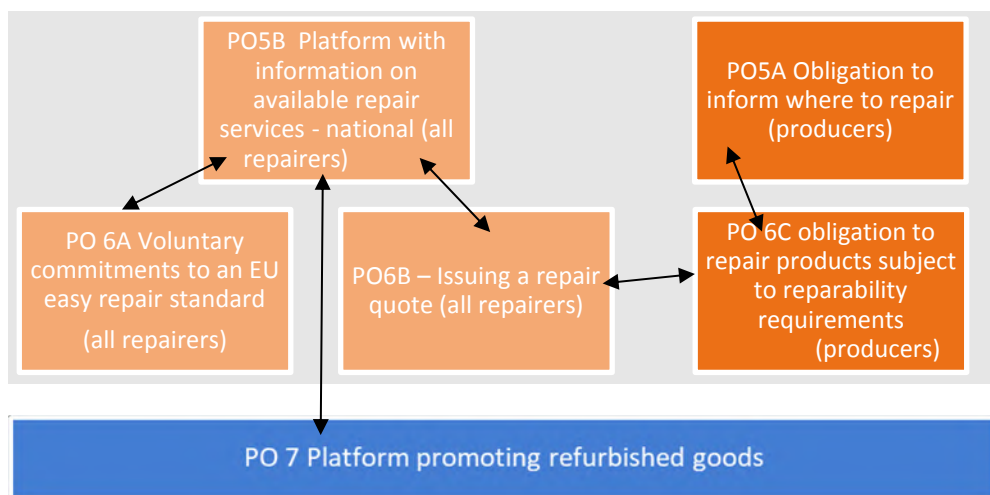 PO5B  Platform with
information on
available repair
services - national (all
repairers)
PO5A Obligation to
inform where to repair
(producers)
PO 6A Voluntary
commitments to an EU
easy repair standard
(all repairers)
PO6B – Issuing a repair
quote (all repairers)
PO 6C obligation to
repair products subject
to reparability
requirements
(producers)
PO 7 Platform promoting refurbished goods